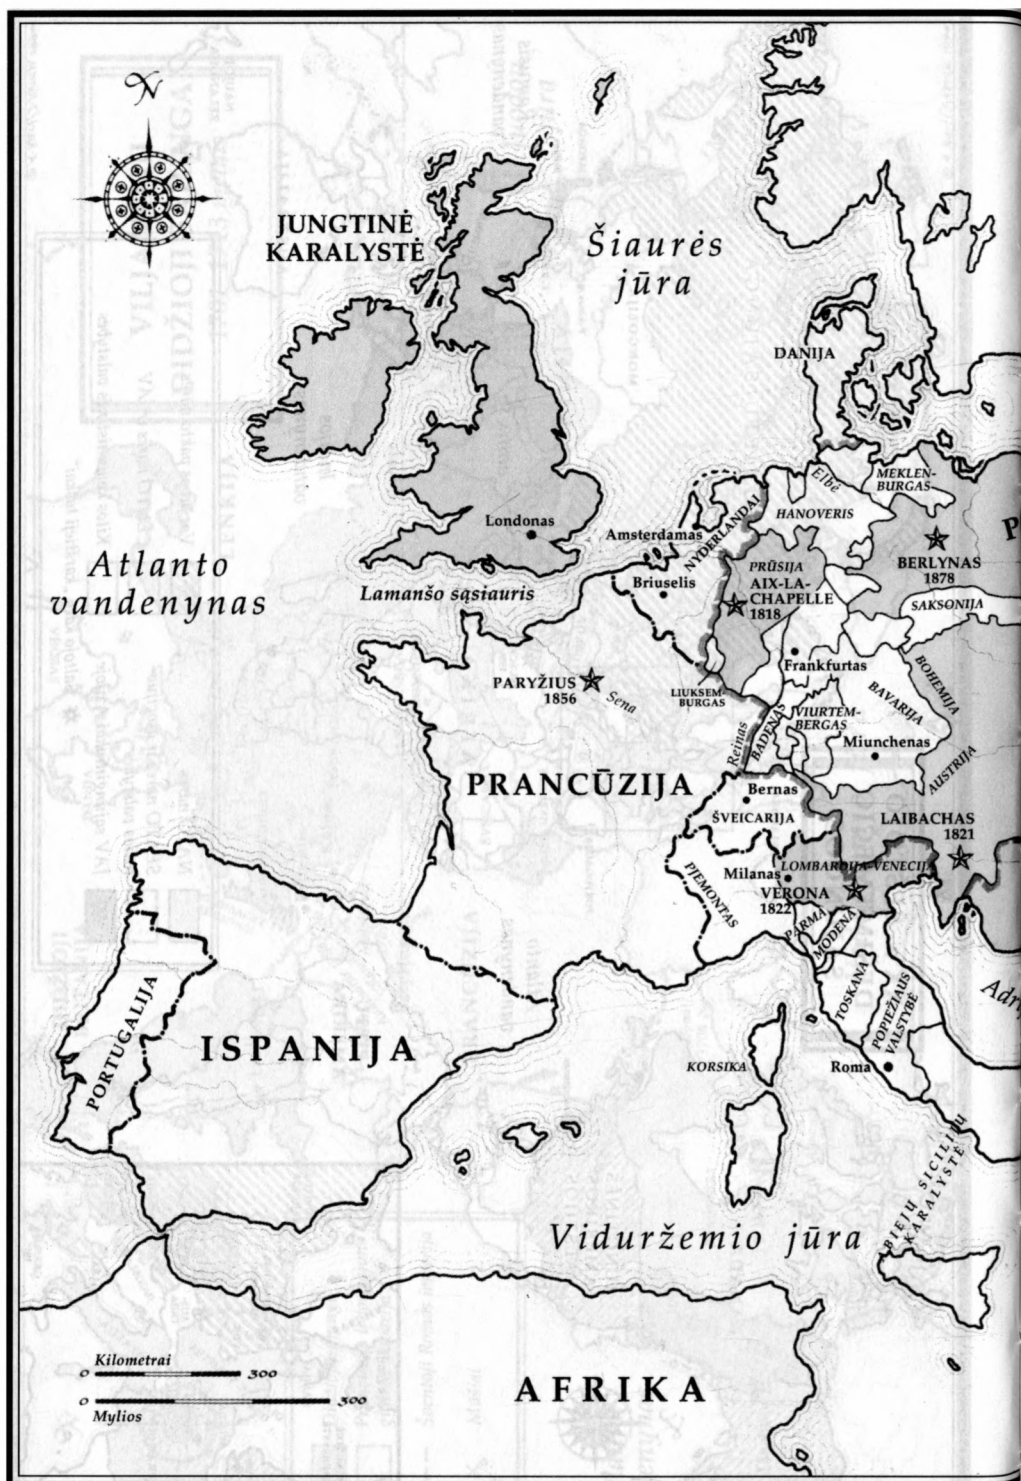 N
JUNGTINĖ
KARALYSTĖ
Šiaurės
jūra
DANIJA
Elbė
MEKLEN-
BURGAS
HANOVERIS
Londonas
Amsterdamas
NYDERLANDAI
P
BERLYNAS
1878
Atlanto
vandenynas
Lamanšo sąsiauris
Briuselis
PRŪSIJA
AIX-LA-
CHAPELLE
1818
SAKSONIJA
Frankfurtas
PARYŽIUS
1856
Sena
LIUKSEM-
BURGAS
BOHEMIJA
BAVARIJA
VIURTEM-
BERGAS
BADENAS
Reinas
Miunchenas
AUSTRIJA
PRANCŪZIJA
Bernas
ŠVEICARIJA
LAIBACHAS
1821
PJEMONTAS
Milanas
LOMBARDIJA-VENECIJA
VERONA
1822
PARMA
MODENA
TOSKANA
POPIEŽIAUS
VALSTYBĖ
Adri
PORTUGALIJA
ISPANIJA
KORSIKA
Roma
ABIEJŲ SICILIJŲ
KARALYSTĖ
Viduržemio jūra
Kilometrai
0 300
0 300
Mylios
AFRIKA